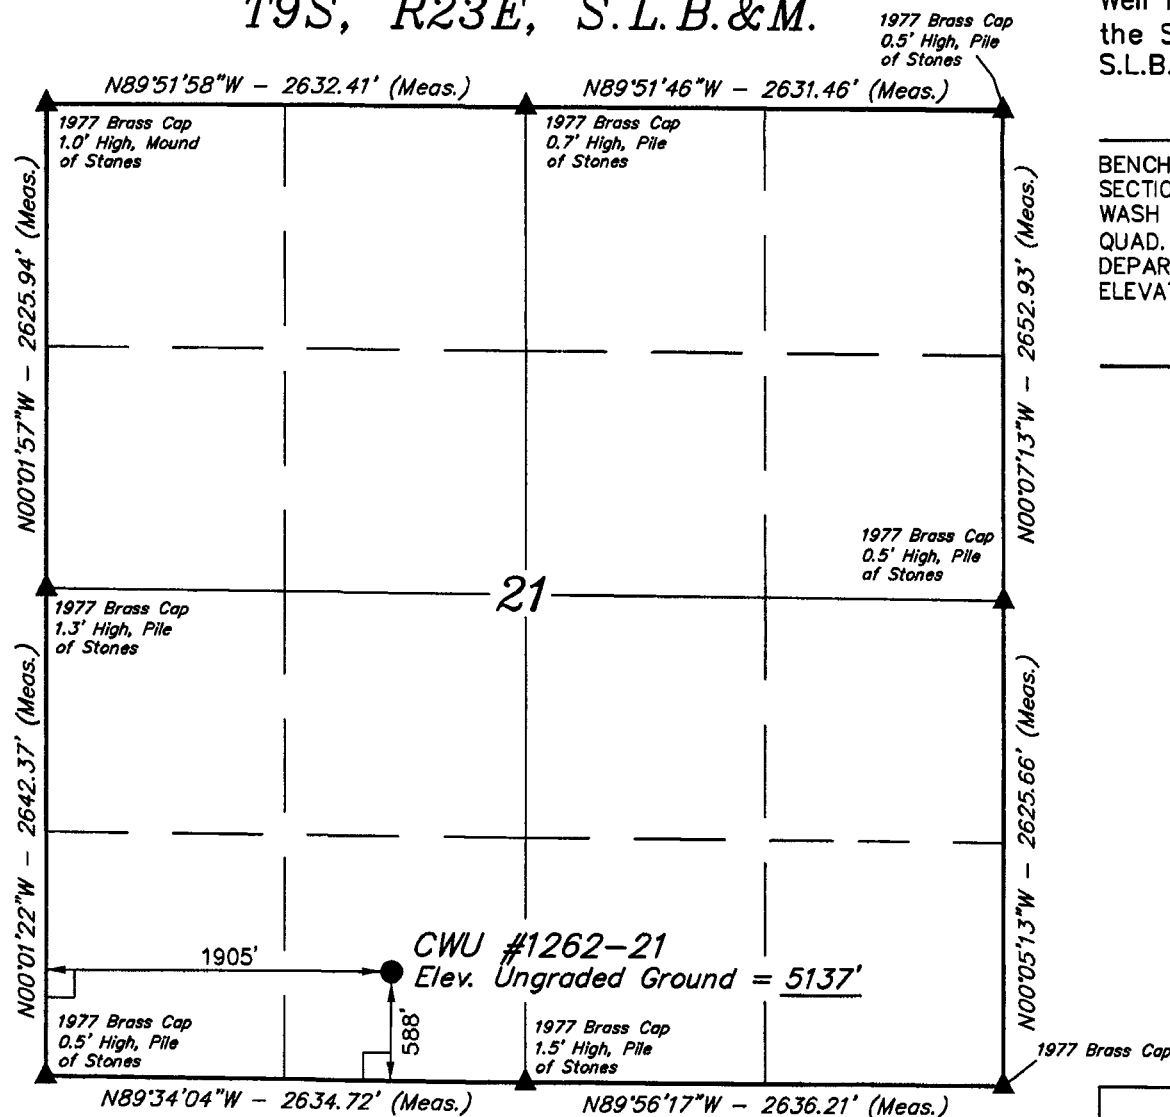 T9S, R23E, S.L.B.&M.
1977 Brass Cap
0.5' High, Pile
of Stones
the S
S.L.B.
N89°51'58"W - 2632.41' (Meas.)
N89°51'46"W - 2631.46' (Meas.)
1977 Brass Cap
1.0' High, Mound
of Stones
1977 Brass Cap
0.7' High, Pile
of Stones
BENCH
SECTIO
WASH
QUAD.
DEPAR
ELEVAT
N00°01'57"W - 2625.94' (Meas.)
N00°07'13"W - 2652.93' (Meas.)
1977 Brass Cap
0.5' High, Pile
of Stones
21
1977 Brass Cap
1.3' High, Pile
of Stones
N00°01'22"W - 2642.37' (Meas.)
N00°05'13"W - 2625.66' (Meas.)
CWU #1262-21
Elev. Ungraded Ground = 5137'
1905'
588'
1977 Brass Cap
0.5' High, Pile
of Stones
1977 Brass Cap
1.5' High, Pile
of Stones
1977 Brass Cap
N89°34'04"W - 2634.72' (Meas.)
N89°56'17"W - 2636.21' (Meas.)